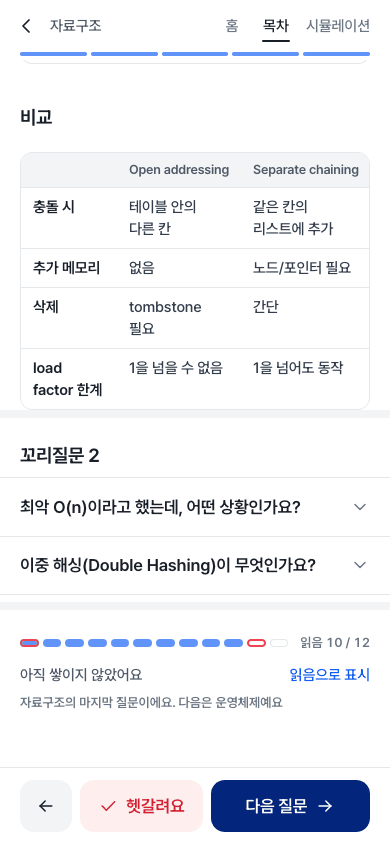 자료구조
홈
목차
시뮬레이션
비교
Open addressing
Separate chaining
충돌 시
테이블 안의
다른 칸
같은 칸의
리스트에 추가
추가 메모리
없음
노드/포인터 필요
삭제
tombstone
필요
간단
load
factor 한계
1을 넘을 수 없음
1을 넘어도 동작
꼬리질문 2
최악 O(n)이라고 했는데, 어떤 상황인가요?
이중 해싱(Double Hashing)이 무엇인가요?
읽음 10 / 12
아직 쌓이지 않았어요
읽음으로 표시
자료구조의 마지막 질문이에요. 다음은 운영체제예요
헷갈려요
다음 질문